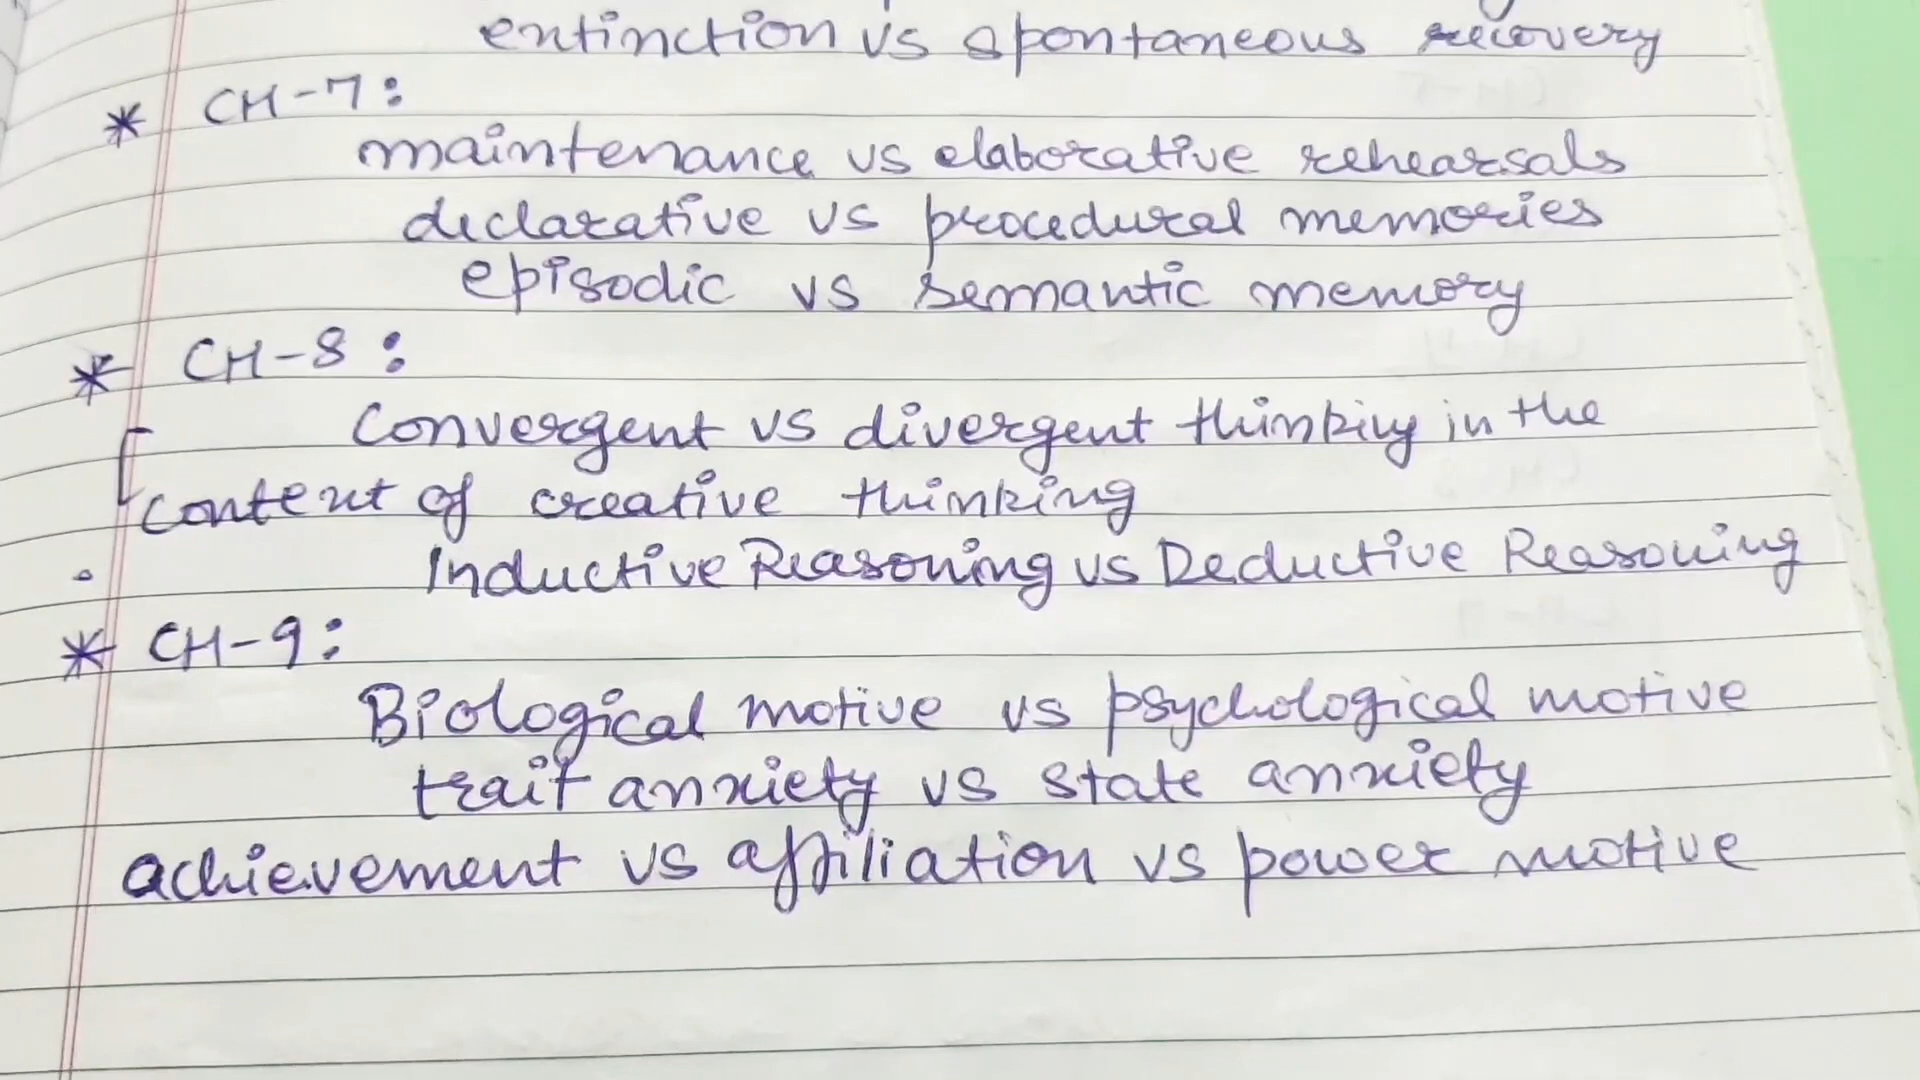 extinction vs spontaneous recovery
* CH-7:
maintenance vs elaborative rehearsals
declarative vs procedural memories
episodic vs semantic memory
* CH-8:
Convergent vs divergent thinking in the
context of creative thinking
Inductive Reasoning vs Deductive Reasoning
* CH-9:
Biological motive vs psychological motive
trait anxiety vs state anxiety
achievement vs affiliation vs power motive